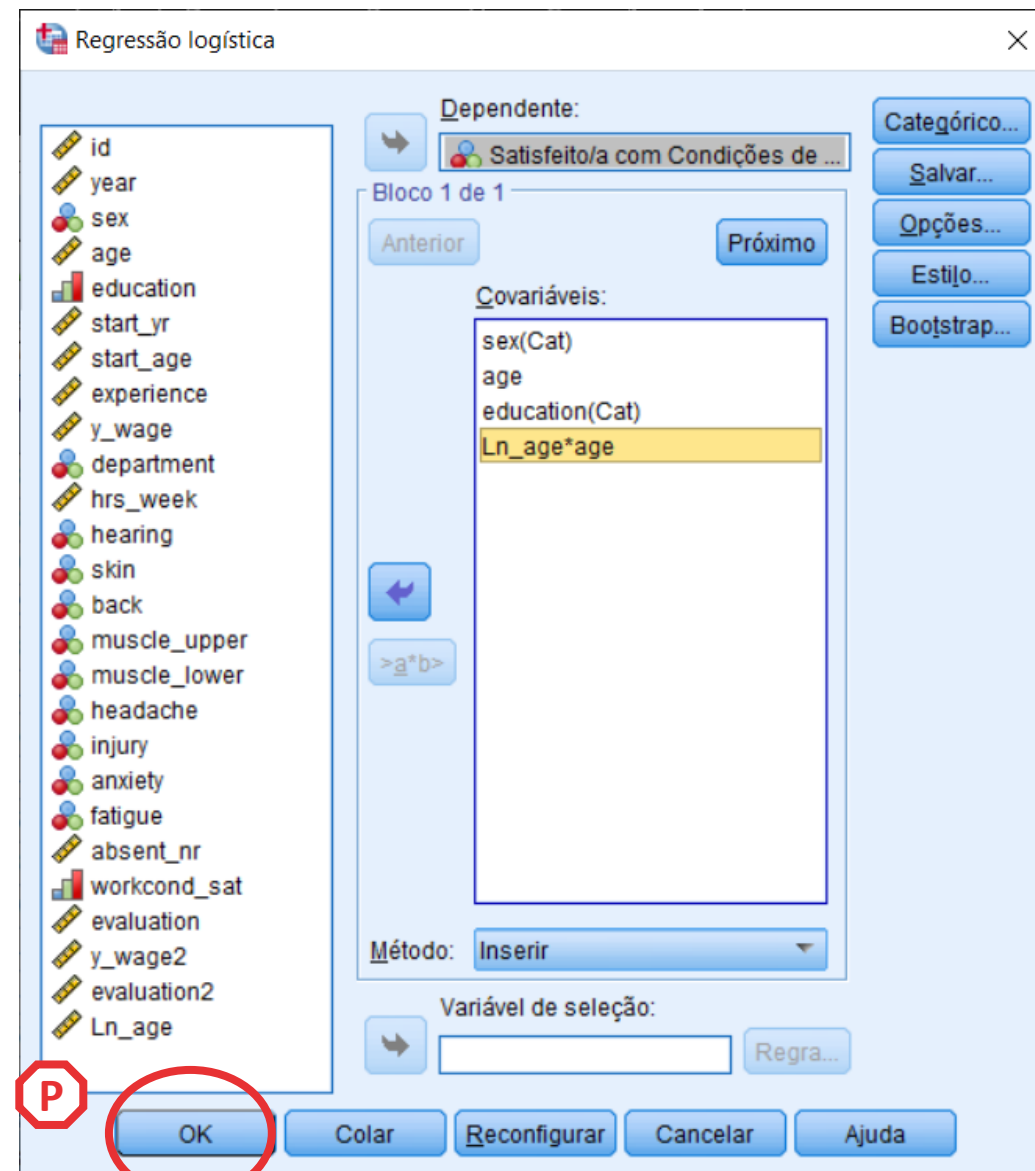 Regressão logística
id
year
sex
age
education
start_yr
start_age
experience
y_wage
department
hrs_week
hearing
skin
back
muscle_upper
muscle_lower
headache
injury
anxiety
fatigue
absent_nr
workcond_sat
evaluation
y_wage2
evaluation2
Ln_age
Dependente:
Satisfeito/a com Condições de ...
Bloco 1 de 1
Anterior
Próximo
Covariáveis:
sex(Cat)
age
education(Cat)
Ln_age*age
>a*b>
Método: Inserir
Variável de seleção:
Regra...
Categórico...
Salvar...
Opções...
Estilo...
Bootstrap...
P
OK Colar Reconfigurar Cancelar Ajuda